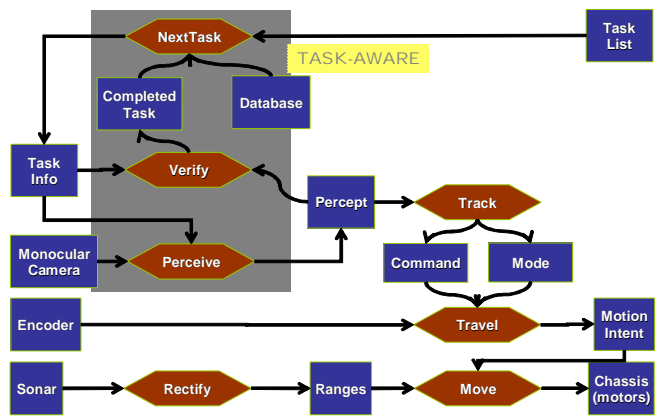 NextTask
Task
List
TASK-AWARE
Completed
Task
Database
Task
Info
Verify
Percept
Track
Monocular
Camera
Perceive
Command
Mode
Encoder
Travel
Motion
Intent
Sonar
Rectify
Ranges
Move
Chassis
(motors)